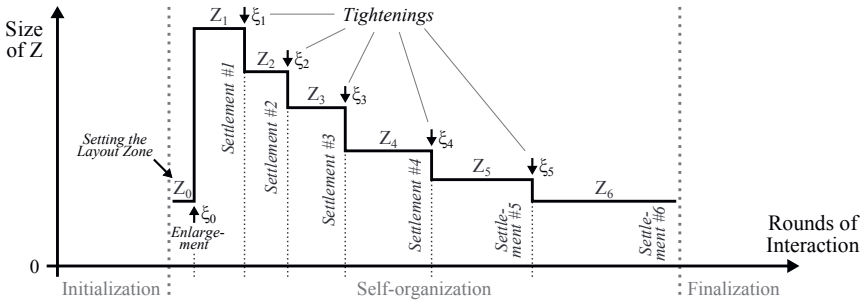 Size
of Z
Z₁
ξ₁
Tightenings
Z₂
ξ₂
Z₃
ξ₃
Z₄
ξ₄
Z₅
ξ₅
Z₆
Setting the
Layout Zone
Z₀
ξ₀
Enlarge-
ment
Settlement #1
Settlement #2
Settlement #3
Settlement #4
Settle-
ment #5
Settle-
ment #6
Rounds of
Interaction
0
Initialization
Self-organization
Finalization